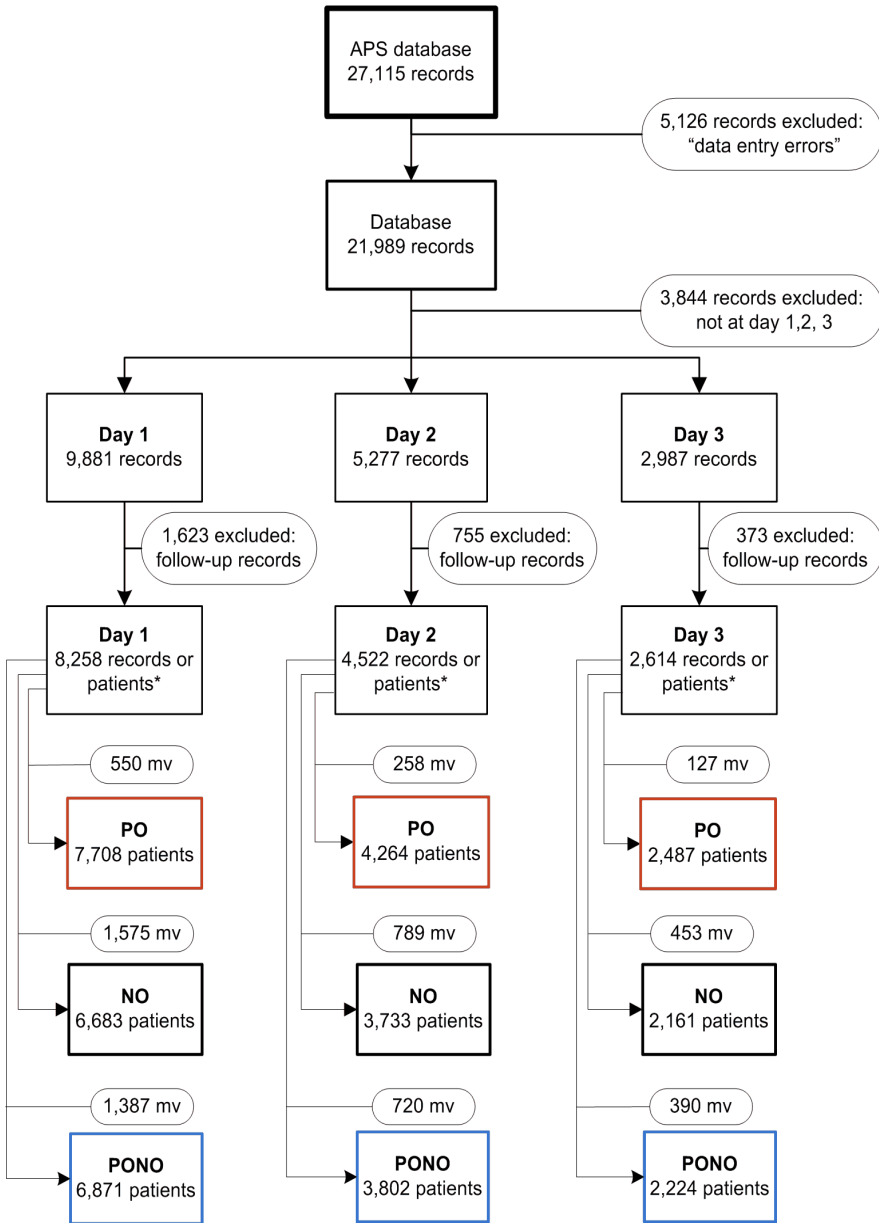 APS database
27,115 records
5,126 records excluded:
“data entry errors”
Database
21,989 records
3,844 records excluded:
not at day 1,2, 3
Day 1
9,881 records
Day 2
5,277 records
Day 3
2,987 records
1,623 excluded:
follow-up records
755 excluded:
follow-up records
373 excluded:
follow-up records
Day 1
8,258 records or
patients*
Day 2
4,522 records or
patients*
Day 3
2,614 records or
patients*
550 mv
258 mv
127 mv
PO
7,708 patients
PO
4,264 patients
PO
2,487 patients
1,575 mv
789 mv
453 mv
NO
6,683 patients
NO
3,733 patients
NO
2,161 patients
1,387 mv
720 mv
390 mv
PONO
6,871 patients
PONO
3,802 patients
PONO
2,224 patients